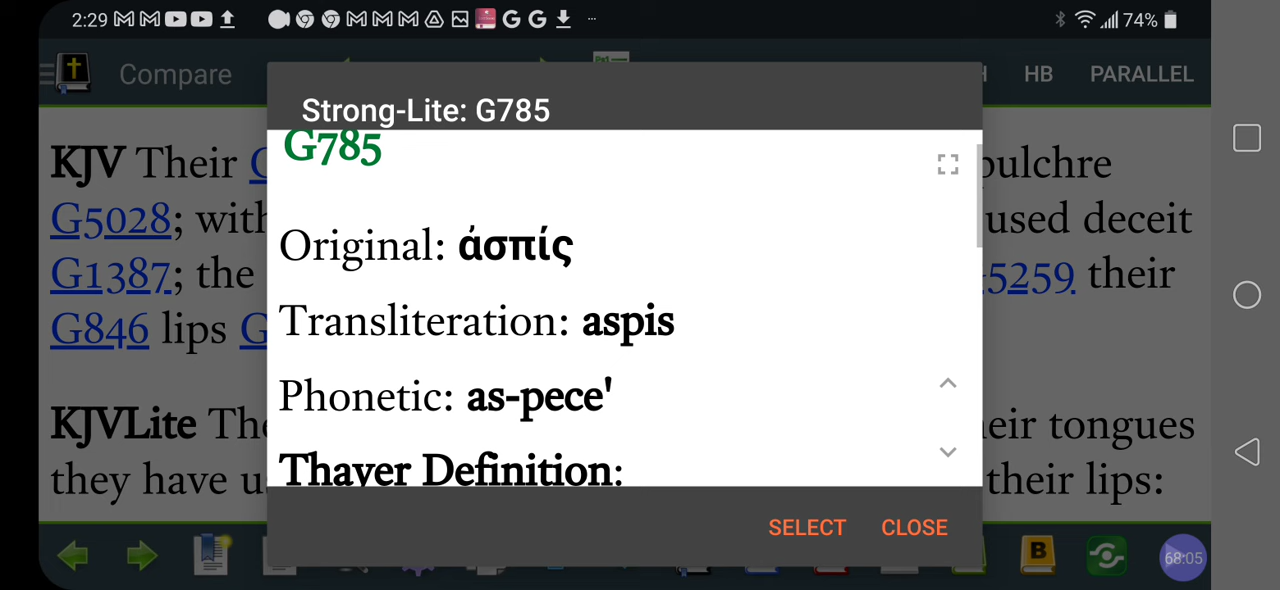 2:29
74%
Compare
H HB PARALLEL
Strong-Lite: G785
G785
Original: ἀσπίς
Transliteration: aspis
Phonetic: as-pece'
Thayer Definition:
SELECT CLOSE
KJV Their
pulchre
G5028; with
used deceit
G1387; the
5259 their
G846 lips G
KJVLite The
eir tongues
they have u
their lips:
B
68:05